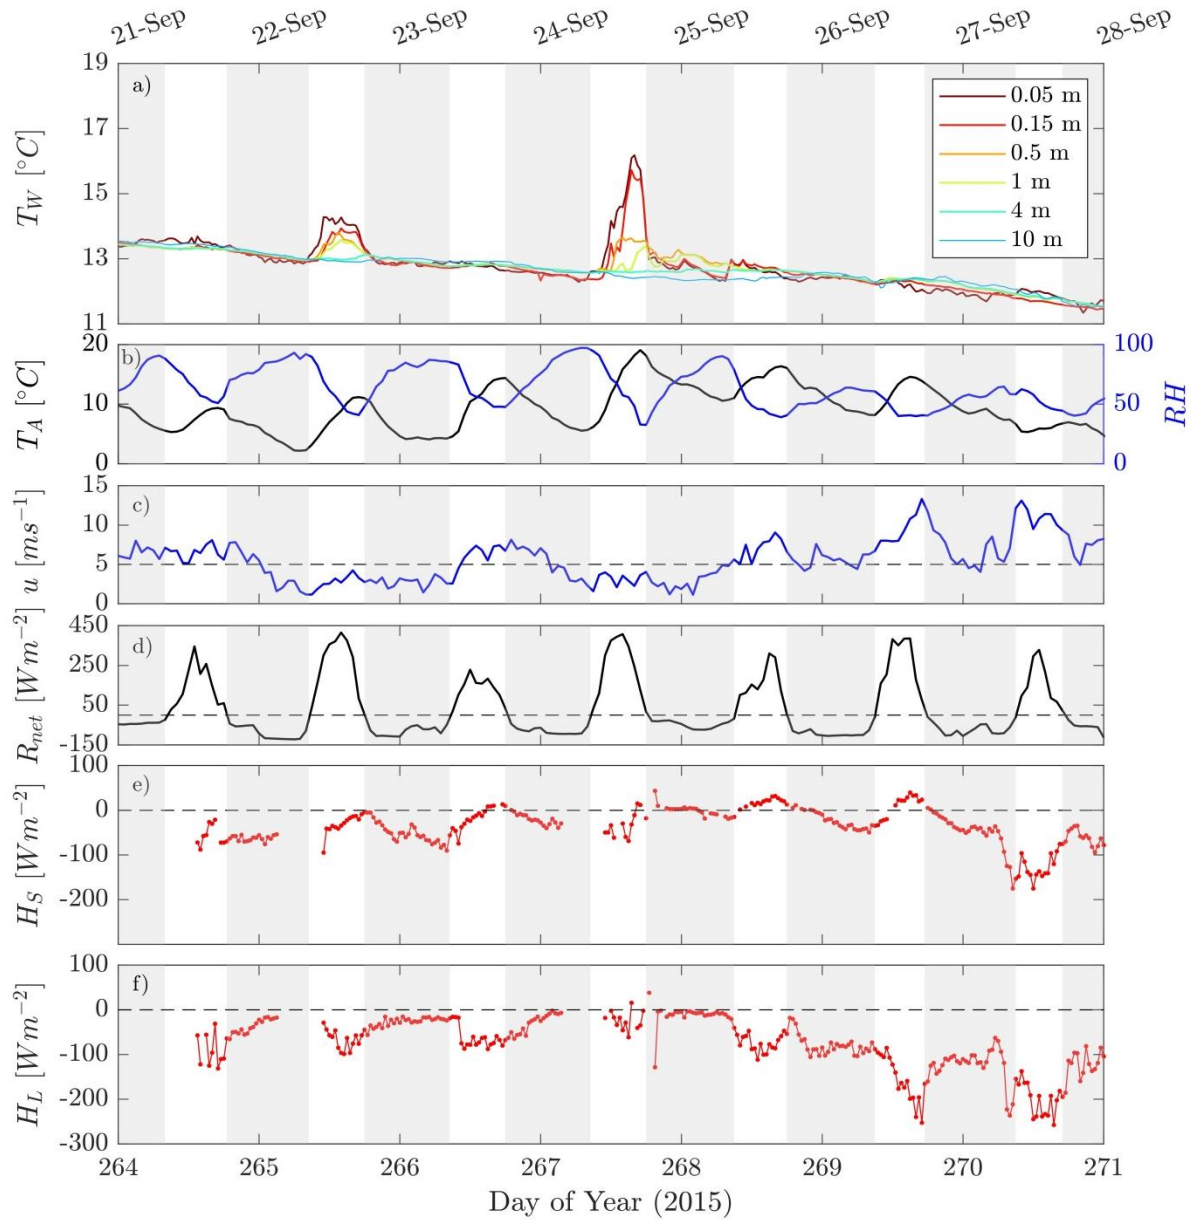 21-Sep 22-Sep 23-Sep 24-Sep 25-Sep 26-Sep 27-Sep 28-Sep
a)
T_W [°C]
19
17
15
13
11
0.05 m
0.15 m
0.5 m
1 m
4 m
10 m
b)
T_A [°C]
20
10
0
100
50
0
RH
c)
u [ms⁻¹]
15
10
5
0
d)
R_net [Wm⁻²]
450
250
50
-150
e)
H_S [Wm⁻²]
100
0
-100
-200
f)
H_L [Wm⁻²]
100
0
-100
-200
-300
264 265 266 267 268 269 270 271
Day of Year (2015)